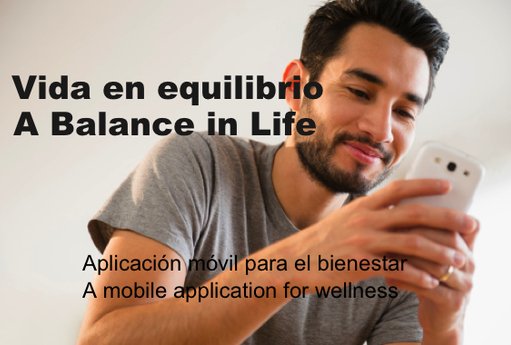 Vida en equilibrio
A Balance in Life
Aplicación móvil para el bienestar
A mobile application for wellness